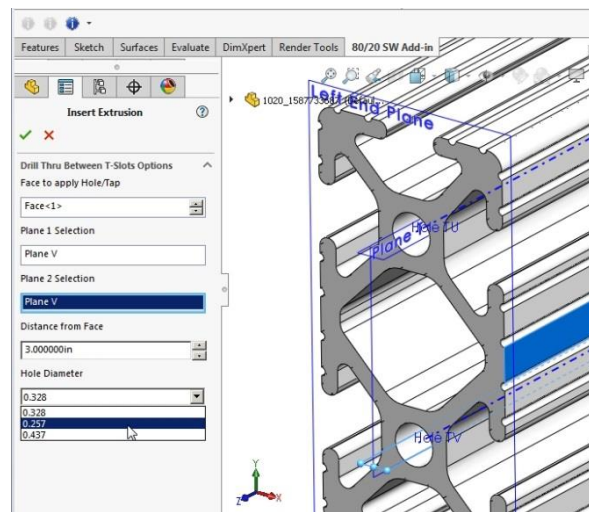 Features Sketch Surfaces Evaluate DimXpert Render Tools 80/20 SW Add-in
Insert Extrusion
Drill Thru Between T-Slots Options
Face to apply Hole/Tap
Face<1>
Plane 1 Selection
Plane V
Plane 2 Selection
Plane V
Distance from Face
3.000000in
Hole Diameter
0.328
0.328
0.257
0.437
Left End Plane
Hole TU
Plane
Hole TV
Y
Z
X